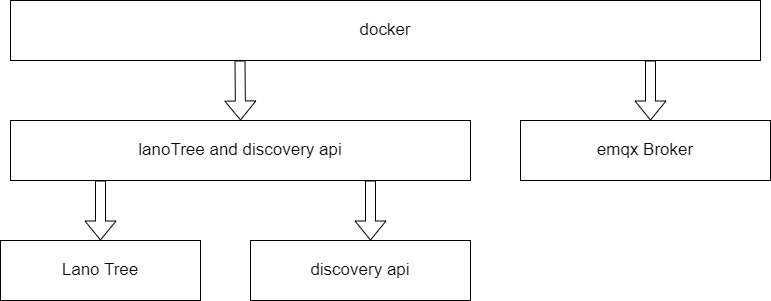 docker
lanoTree and discovery api
emqx Broker
Lano Tree
discovery api